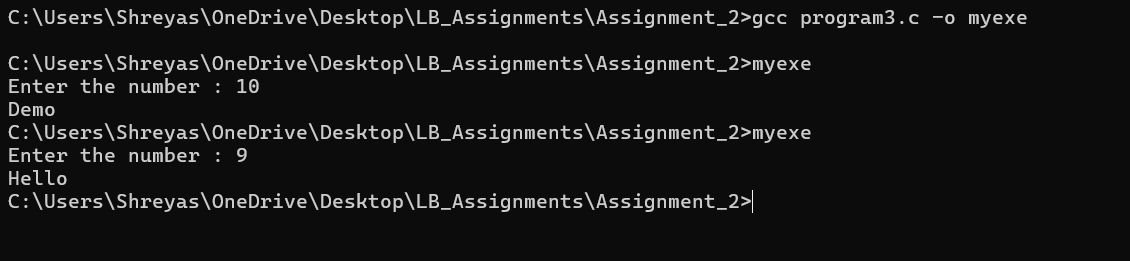 C:\Users\Shreyas\OneDrive\Desktop\LB_Assignments\Assignment_2>gcc program3.c -o myexe
C:\Users\Shreyas\OneDrive\Desktop\LB_Assignments\Assignment_2>myexe
Enter the number : 10
Demo
C:\Users\Shreyas\OneDrive\Desktop\LB_Assignments\Assignment_2>myexe
Enter the number : 9
Hello
C:\Users\Shreyas\OneDrive\Desktop\LB_Assignments\Assignment_2>